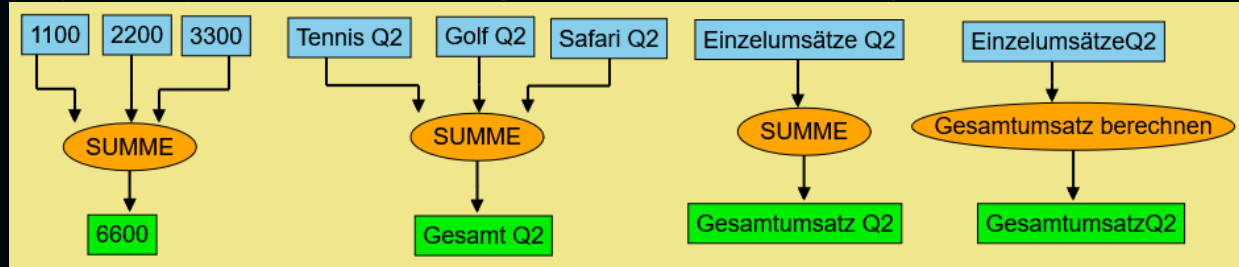 1100
2200
3300
SUMME
6600
Tennis Q2
Golf Q2
Safari Q2
SUMME
Gesamt Q2
Einzelumsätze Q2
SUMME
Gesamtumsatz Q2
EinzelumsätzeQ2
Gesamtumsatz berechnen
GesamtumsatzQ2